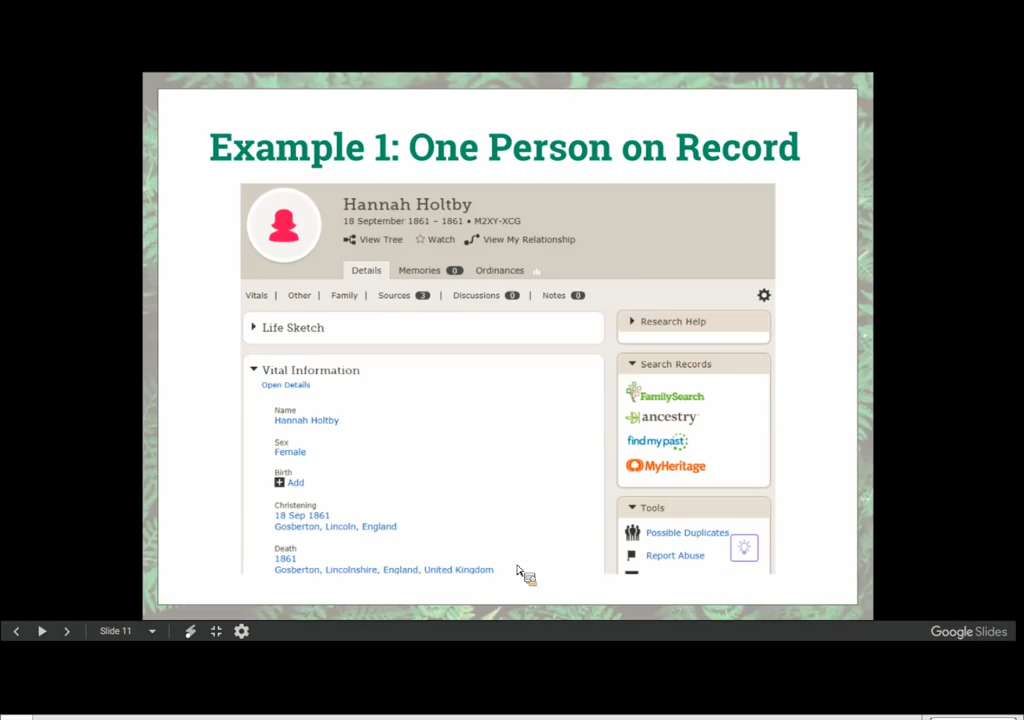 Example 1: One Person on Record
Hannah Holtby
18 September 1861 – 1861 • M2XY-XCG
View Tree Watch View My Relationship
Details Memories 0 Ordinances
Vitals | Other | Family | Sources 3 | Discussions 0 | Notes 0
Life Sketch
Vital Information
Open Details
Name
Hannah Holtby
Sex
Female
Birth
Add
Christening
18 Sep 1861
Gosberton, Lincoln, England
Death
1861
Gosberton, Lincolnshire, England, United Kingdom
Research Help
Search Records
FamilySearch
ancestry
findmypast
MyHeritage
Tools
Possible Duplicates
Report Abuse
Slide 11
Google Slides